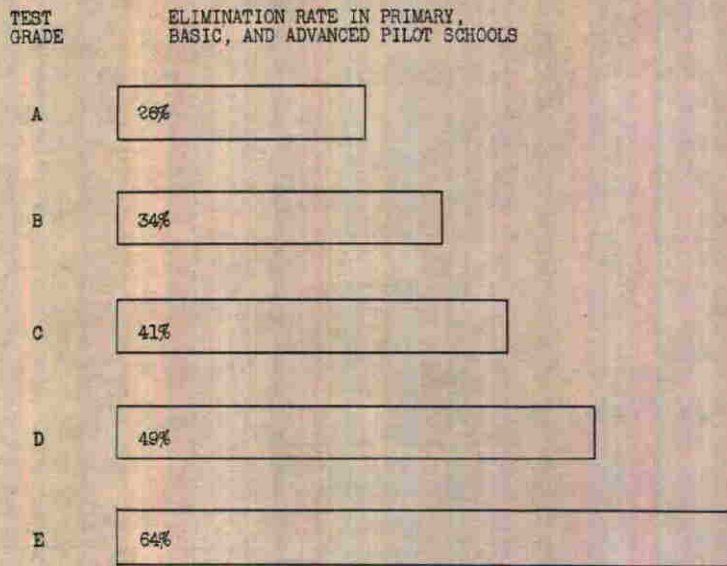 TEST GRADE
ELIMINATION RATE IN PRIMARY,
BASIC, AND ADVANCED PILOT SCHOOLS
A 26%
B 34%
C 41%
D 49%
E 64%